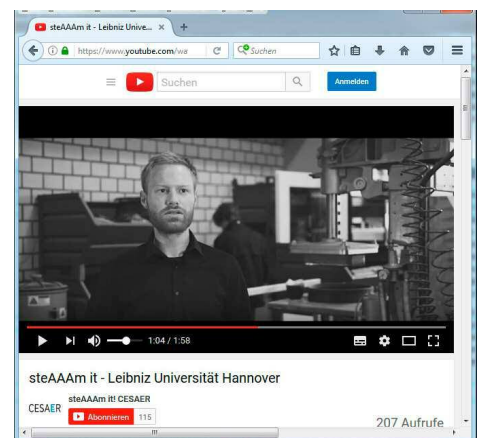 steAAAm it - Leibniz Unive...
https://www.youtube.com/wa
Suchen
Suchen
Anmelden
1:04 / 1:58
steAAAm it - Leibniz Universität Hannover
CESAER
steAAAm it! CESAER
Abonnieren 115
207 Aufrufe